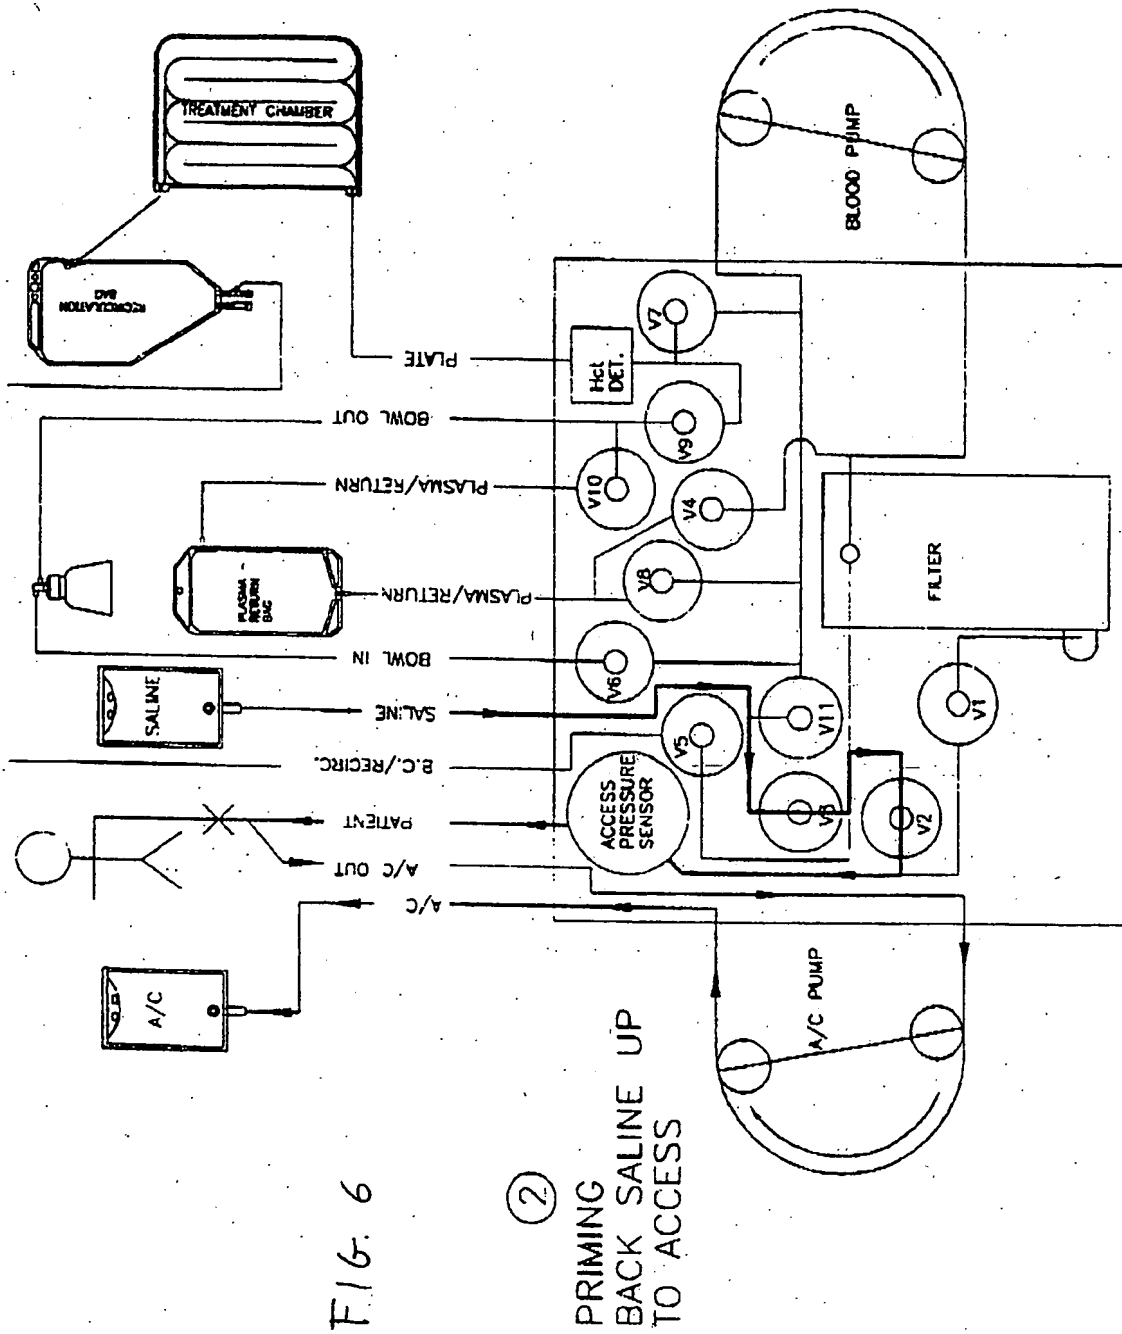 FIG. 6
2
PRIMING
BACK SALINE UP
TO ACCESS
A/C
SALINE
PLASMA
RETURN
BAG
RECIRCULATION
BAG
TREATMENT CHAMBER
A/C
A/C OUT
PATIENT
B.C./RECIRC.
SALINE
BOWL IN
PLASMA/RETURN
PLASMA/RETURN
BOWL OUT
PLATE
ACCESS
PRESSURE
SENSOR
V5
V6
V8
V10
V4
V9
Hct
DET.
V7
V3
V11
V2
V1
FILTER
A/C PUMP
BLOOD PUMP